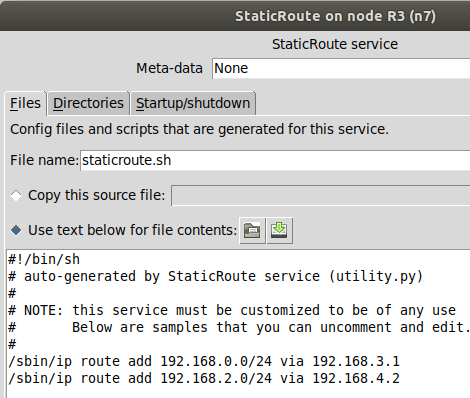 StaticRoute on node R3 (n7)
StaticRoute service
Meta-data None
Files Directories Startup/shutdown
Config files and scripts that are generated for this service.
File name: staticroute.sh
Copy this source file:
Use text below for file contents:
#!/bin/sh
# auto-generated by StaticRoute service (utility.py)
#
# NOTE: this service must be customized to be of any use
#       Below are samples that you can uncomment and edit.
#
/sbin/ip route add 192.168.0.0/24 via 192.168.3.1
/sbin/ip route add 192.168.2.0/24 via 192.168.4.2